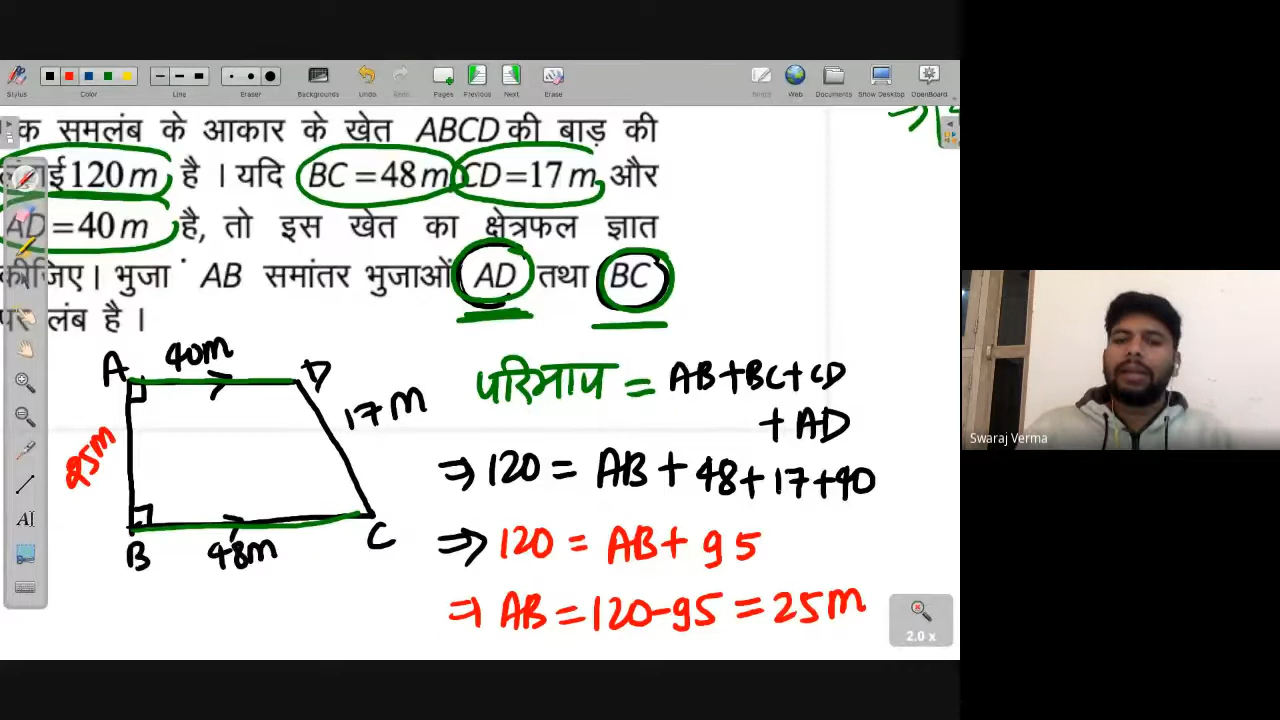 Stylus Color Line Eraser Backgrounds Undo Redo Pages Previous Next Erase Web Documents Show Desktop OpenBoard
क समलंब के आकार के खेत ABCD की बाड़ की
120 m है । यदि BC = 48 m CD = 17 m, और
AD = 40 m है, तो इस खेत का क्षेत्रफल ज्ञात
कीजिए। भुजा AB समांतर भुजाओं AD तथा BC
पर लंब है ।
A 40m D
17 m
25m
B 48m C
परिमाप = AB+BC+CD
+ AD
⇒ 120 = AB + 48+17+40
⇒ 120 = AB + 95
⇒ AB = 120-95 = 25m
2.0 x
Swaraj Verma